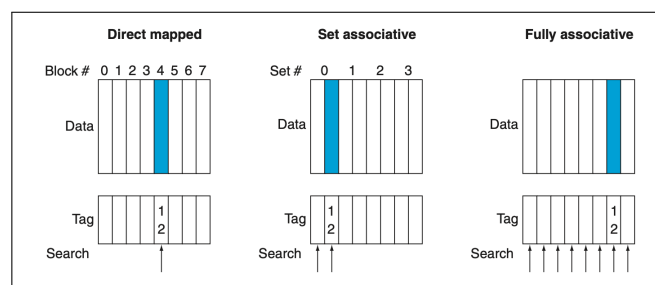 Direct mapped
Set associative
Fully associative
Block # 0 1 2 3 4 5 6 7
Set # 0 1 2 3
Data
Data
Data
Tag
1
2
Tag
1
2
Tag
1
2
Search
Search
Search